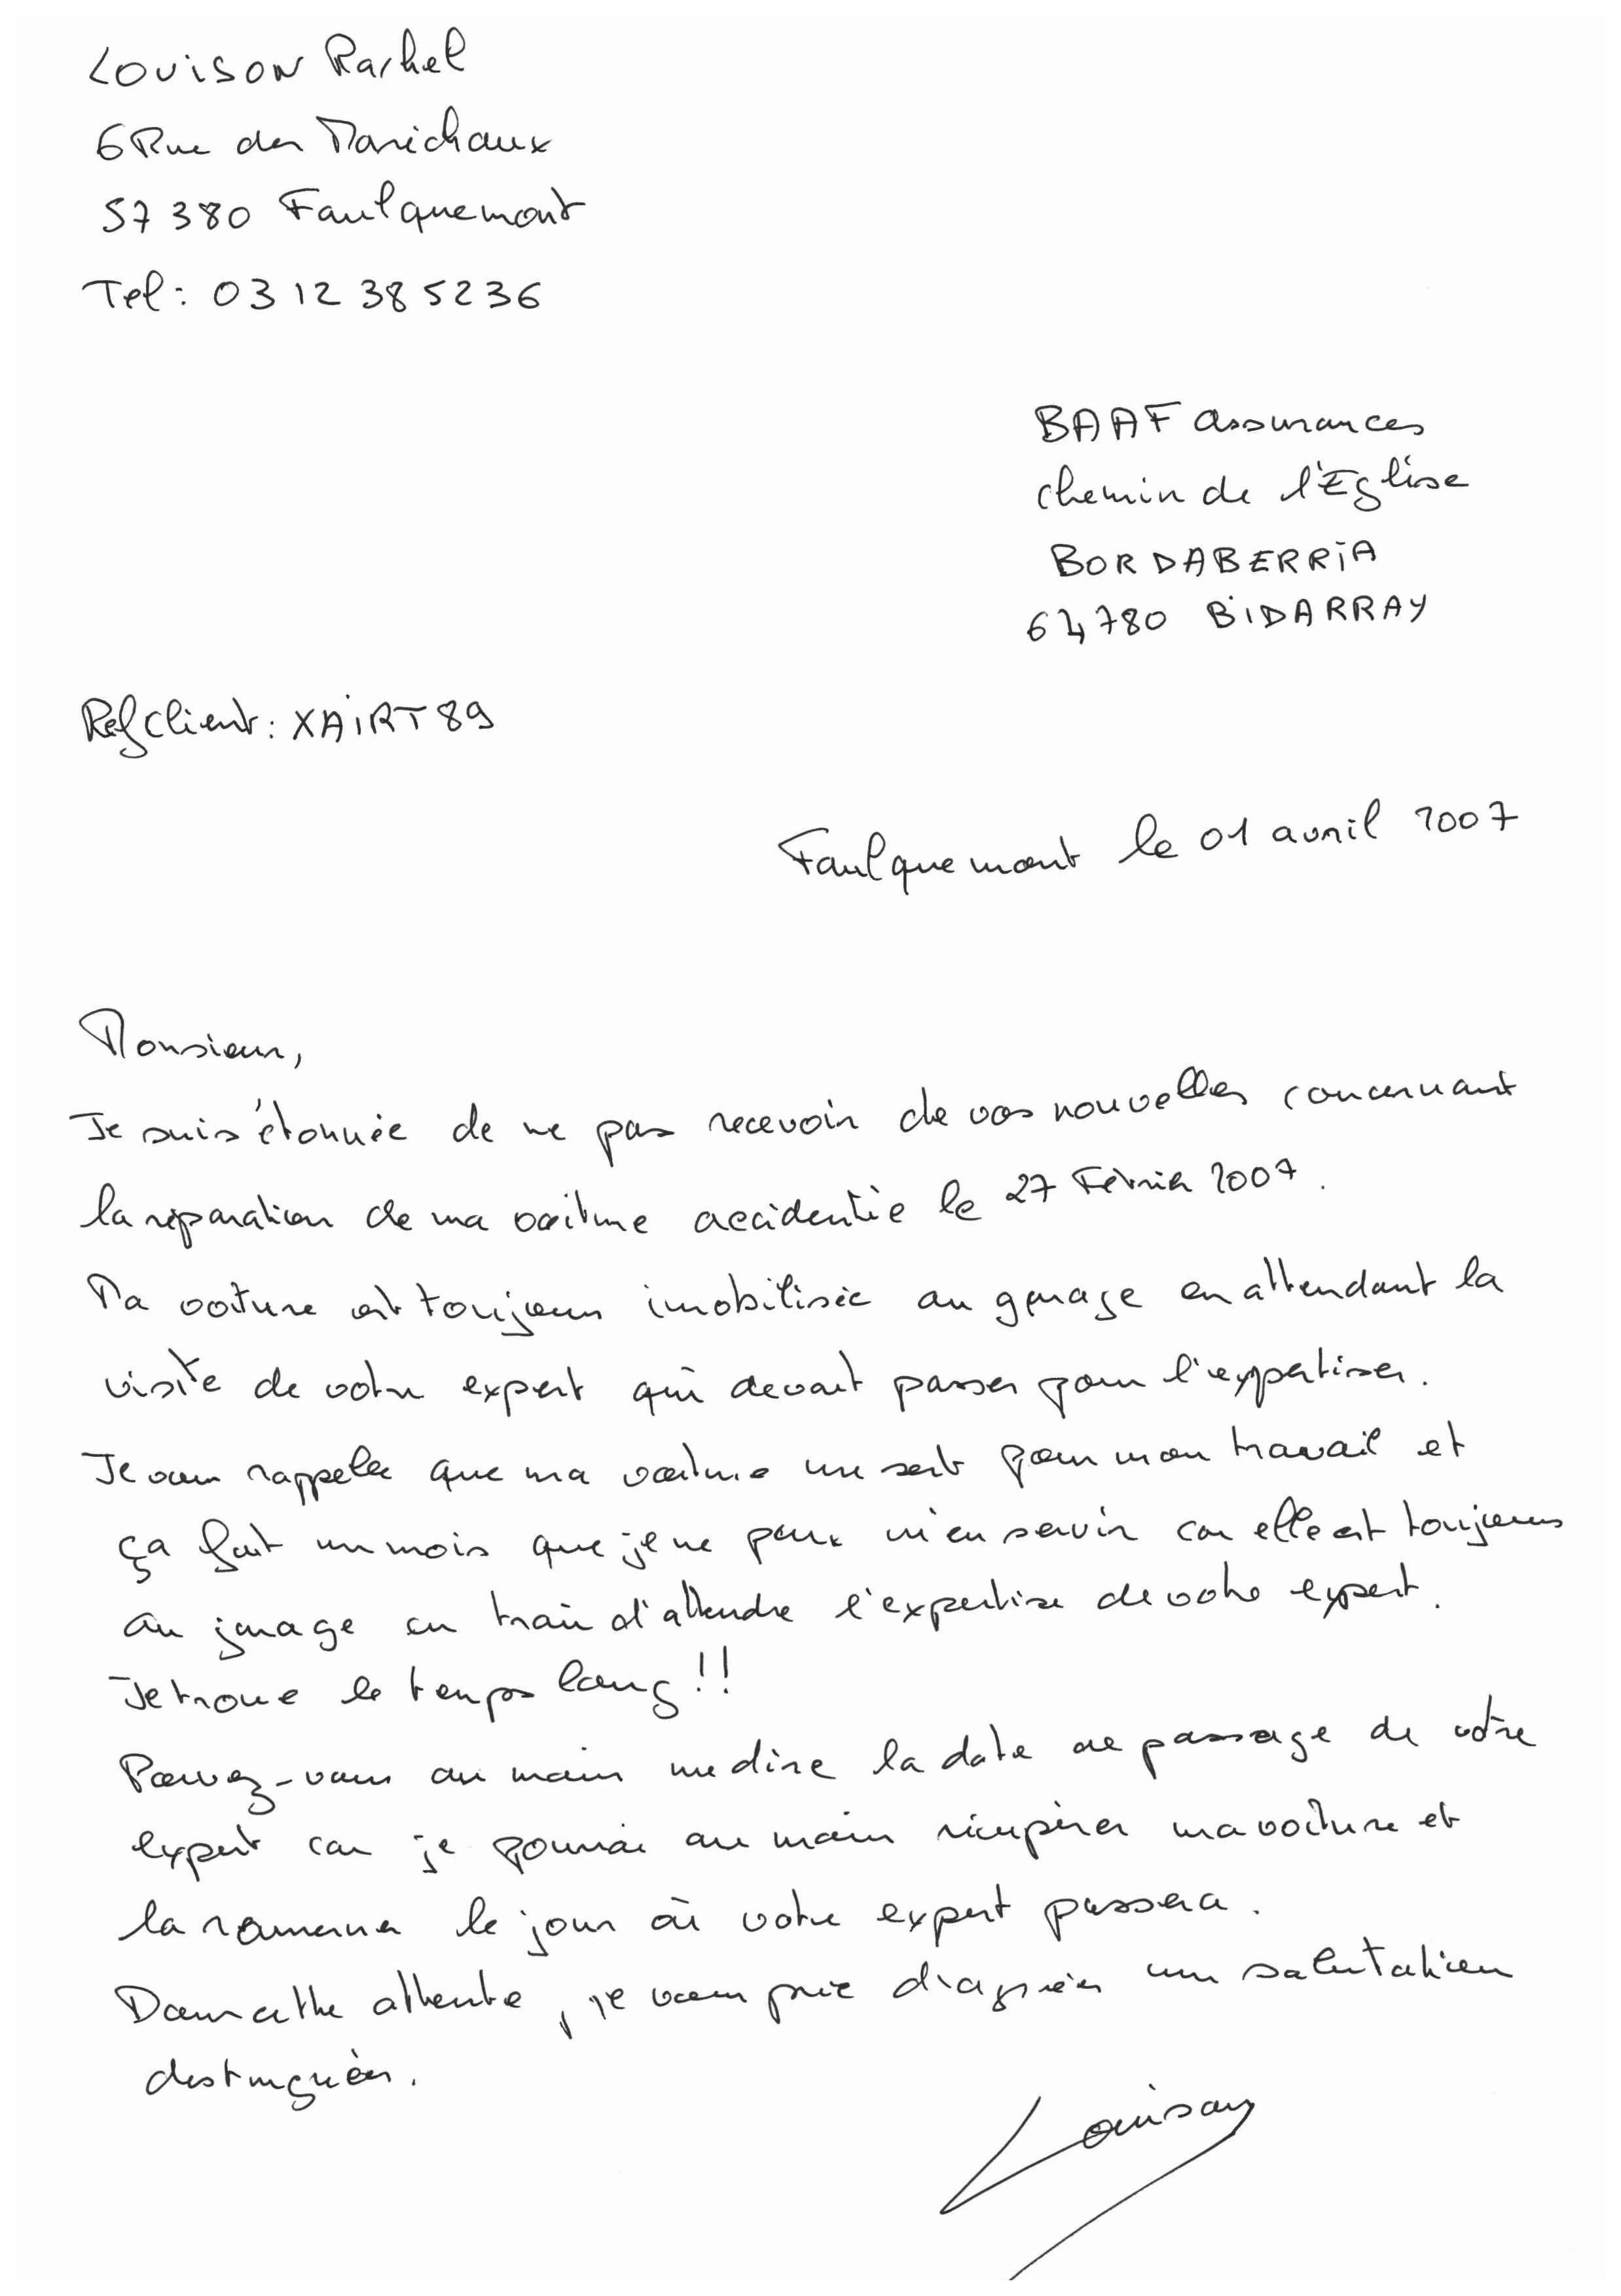 Louison Rachel
6 Rue des Maréchaux
57380 Faulquemont
Tel: 03 12 38 52 36
BAAF assurances
chemin de l'Eglise
BORDABERRIA
64780 BIDARRAY
Ref client: XAIRT89
Faulquemont le 01 avril 2007
Monsieur,
Je suis étonnée de ne pas recevoir de vos nouvelles concernant
la réparation de ma voiture accidentée le 27 Février 2007.
Ma voiture est toujours imobilisée au garage en attendant la
visite de votre expert qui devait passer pour l'expertiser.
Je vous rappelle que ma voiture me sert pour mon travail et
ça fait un mois que je ne peux m'en servir car elle est toujours
au garage en train d'attendre l'expertise de votre expert.
Je trouve le temps long !!
Pouvez-vous au moins me dire la date de passage de votre
expert car je pourrai au moins récupérer ma voiture et
la ramener le jour où votre expert passera.
Dans cette attente, je vous prie d'agréer mes salutations
distinguées.
Louison